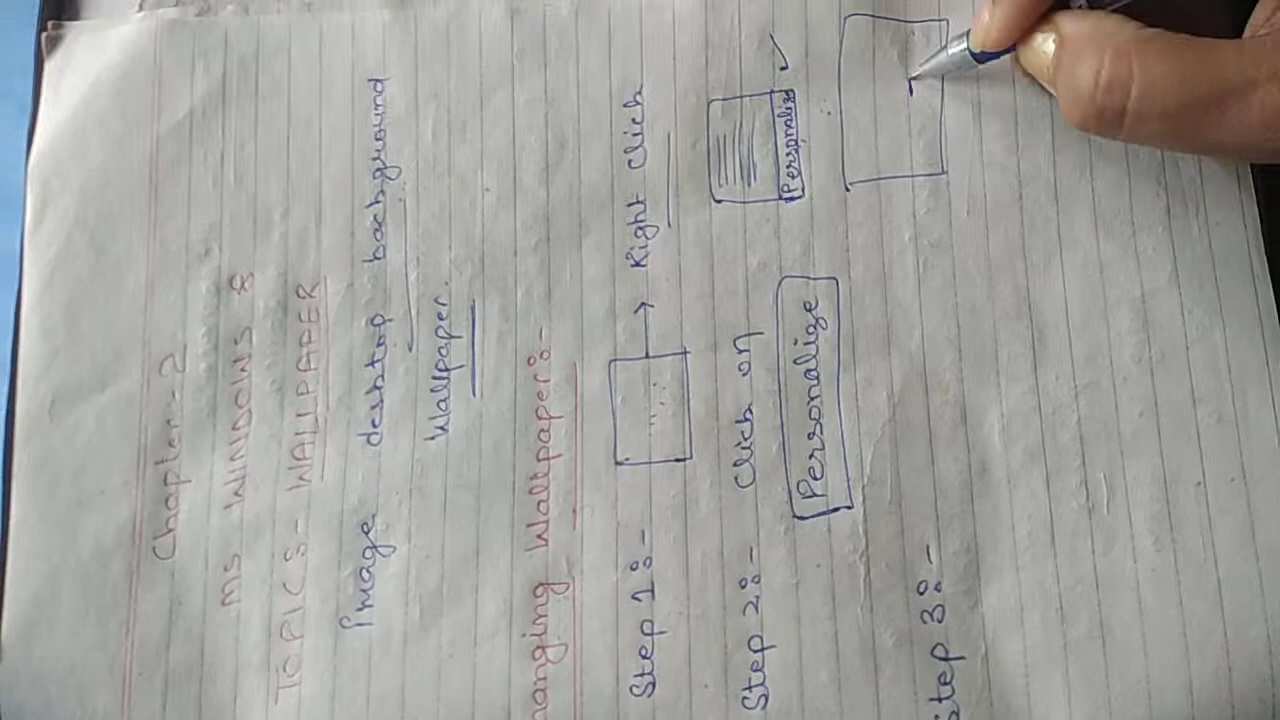 Chapter-2
MS WINDOWS 8
TOPICS- WALLPAPER
Image desktop background
Wallpaper.
hanging Wallpaper:-
Step 1:- → Right Click
Step 2:- Click on
Personalize
Personalize
Step 3:-